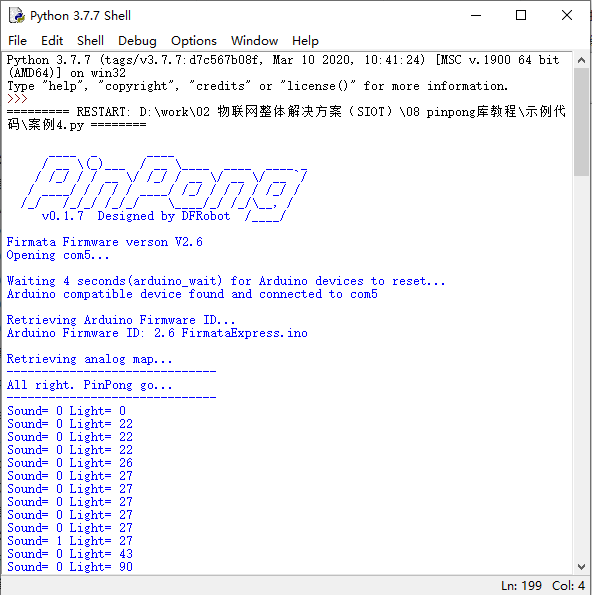 Python 3.7.7 Shell
File Edit Shell Debug Options Window Help
Python 3.7.7 (tags/v3.7.7:d7c567b08f, Mar 10 2020, 10:41:24) [MSC v.1900 64 bit
(AMD64)] on win32
Type "help", "copyright", "credits" or "license()" for more information.
>>>
========= RESTART: D:\work\02 物联网整体解决方案（SIOT）\08 pinpong库教程\示例代
码\案例4.py ========
PinPong
v0.1.7 Designed by DFRobot
Firmata Firmware verson V2.6
Opening com5...
Waiting 4 seconds(arduino_wait) for Arduino devices to reset...
Arduino compatible device found and connected to com5
Retrieving Arduino Firmware ID...
Arduino Firmware ID: 2.6 FirmataExpress.ino
Retrieving analog map...
------------------------------
All right. PinPong go...
------------------------------
Sound= 0 Light= 0
Sound= 0 Light= 22
Sound= 0 Light= 22
Sound= 0 Light= 22
Sound= 0 Light= 26
Sound= 0 Light= 27
Sound= 0 Light= 27
Sound= 0 Light= 27
Sound= 0 Light= 27
Sound= 0 Light= 27
Sound= 1 Light= 27
Sound= 0 Light= 43
Sound= 0 Light= 90
Ln: 199 Col: 4